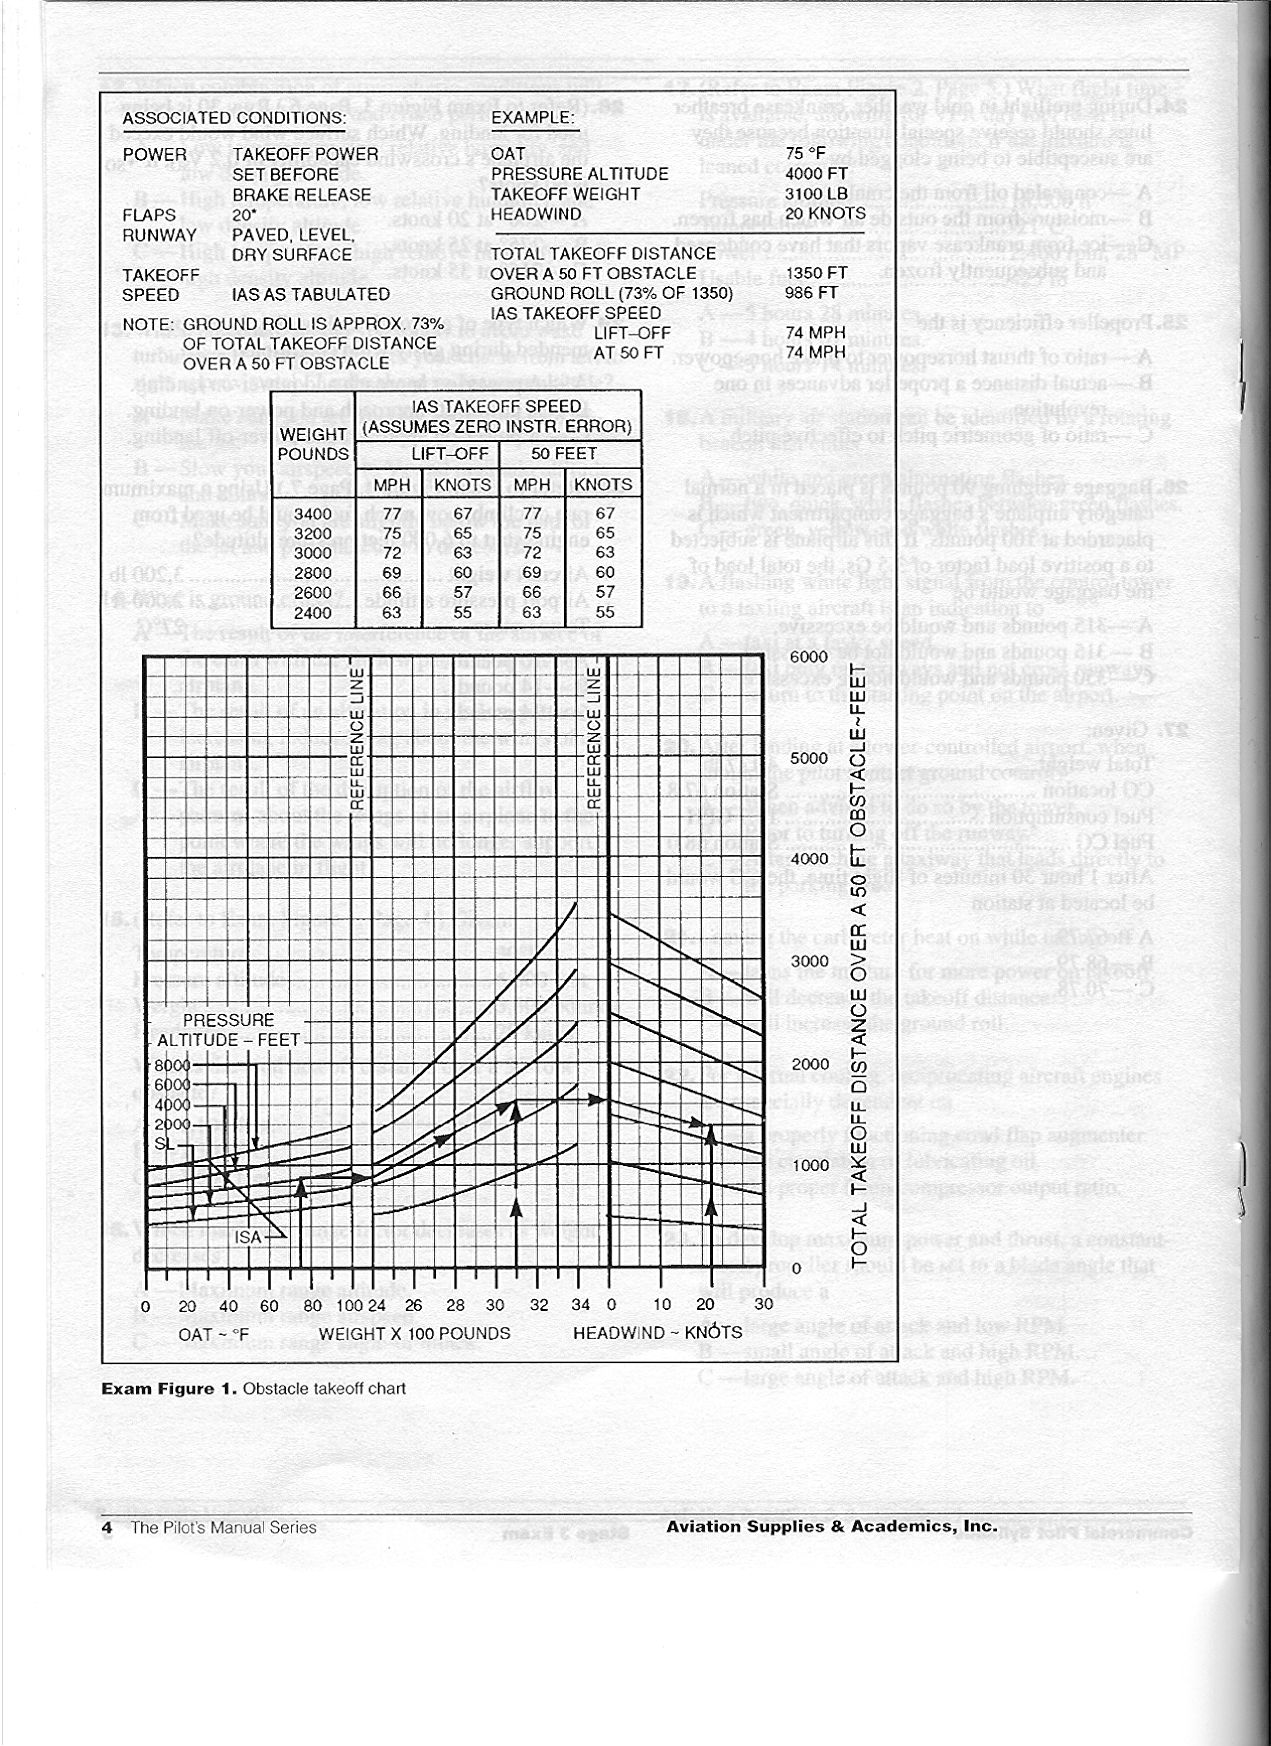 ASSOCIATED CONDITIONS:
POWER TAKEOFF POWER
SET BEFORE
BRAKE RELEASE
FLAPS 20°
RUNWAY PAVED, LEVEL,
DRY SURFACE
TAKEOFF
SPEED IAS AS TABULATED
NOTE: GROUND ROLL IS APPROX. 73%
OF TOTAL TAKEOFF DISTANCE
OVER A 50 FT OBSTACLE
EXAMPLE:
OAT 75 °F
PRESSURE ALTITUDE 4000 FT
TAKEOFF WEIGHT 3100 LB
HEADWIND 20 KNOTS
TOTAL TAKEOFF DISTANCE
OVER A 50 FT OBSTACLE 1350 FT
GROUND ROLL (73% OF 1350) 986 FT
IAS TAKEOFF SPEED
LIFT–OFF 74 MPH
AT 50 FT 74 MPH
WEIGHT
POUNDS
IAS TAKEOFF SPEED
(ASSUMES ZERO INSTR. ERROR)
LIFT–OFF 50 FEET
MPH KNOTS MPH KNOTS
3400 77 67 77 67
3200 75 65 75 65
3000 72 63 72 63
2800 69 60 69 60
2600 66 57 66 57
2400 63 55 63 55
REFERENCE LINE
REFERENCE LINE
PRESSURE
ALTITUDE – FEET
8000
6000
4000
2000
SL
ISA
6000
5000
4000
3000
2000
1000
0
TOTAL TAKEOFF DISTANCE OVER A 50 FT OBSTACLE~FEET
0 20 40 60 80 100 24 26 28 30 32 34 0 10 20 30
OAT ~ °F WEIGHT X 100 POUNDS HEADWIND ~ KNOTS
Exam Figure 1. Obstacle takeoff chart
4 The Pilot's Manual Series Aviation Supplies & Academics, Inc.